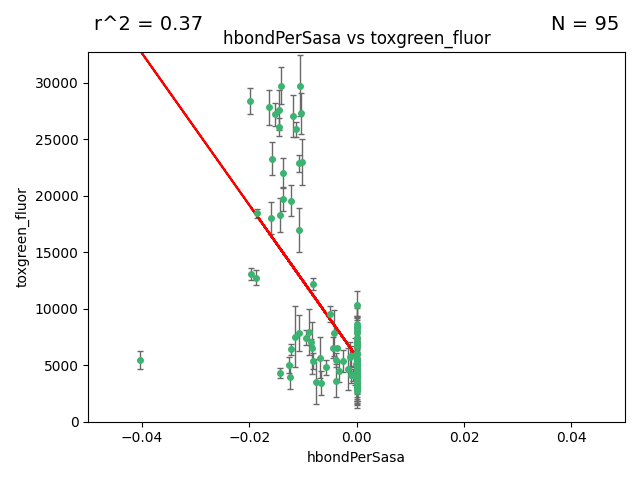 r^2 = 0.37
N = 95
hbondPerSasa vs toxgreen_fluor
toxgreen_fluor
30000
25000
20000
15000
10000
5000
0
−0.04
−0.02
0.00
0.02
0.04
hbondPerSasa